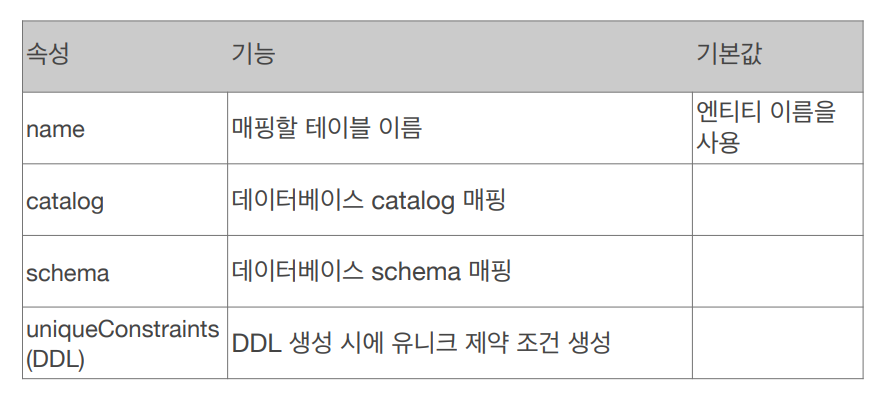 속성 기능 기본값
name 매핑할 테이블 이름 엔티티 이름을
사용
catalog 데이터베이스 catalog 매핑
schema 데이터베이스 schema 매핑
uniqueConstraints
(DDL) DDL 생성 시에 유니크 제약 조건 생성